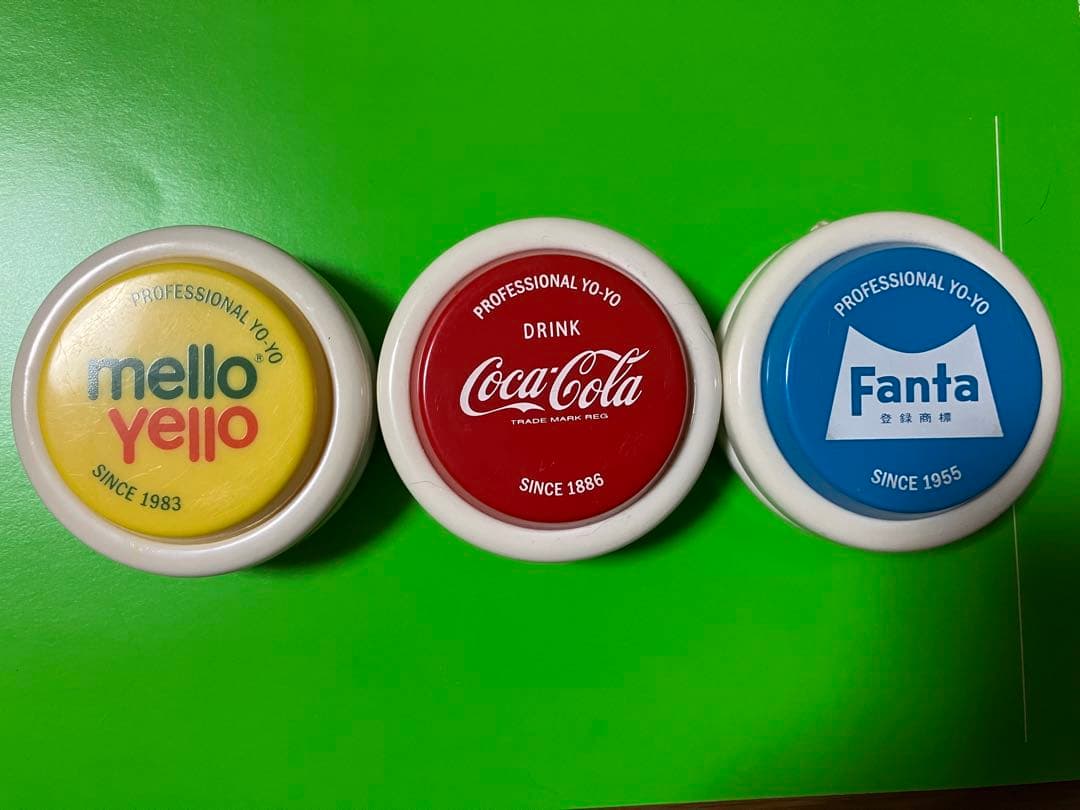 PROFESSIONAL YO-YO
mello®
yello
SINCE 1983
PROFESSIONAL YO-YO
DRINK
Coca-Cola
TRADE MARK REG
SINCE 1886
PROFESSIONAL YO-YO
Fanta
登録商標
SINCE 1955